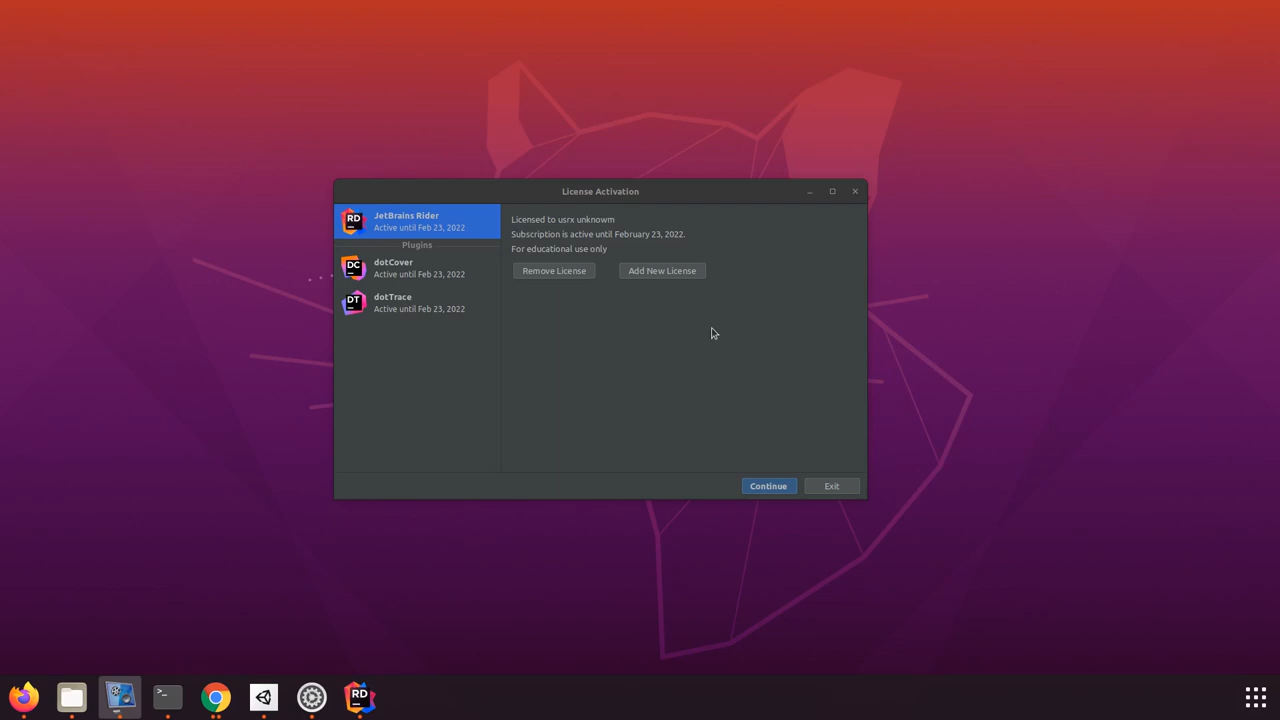 License Activation
RD
JetBrains Rider
Active until Feb 23, 2022
Plugins
DC
dotCover
Active until Feb 23, 2022
DT
dotTrace
Active until Feb 23, 2022
Licensed to usrx unknowm
Subscription is active until February 23, 2022.
For educational use only
Remove License
Add New License
Continue
Exit
>_
RD